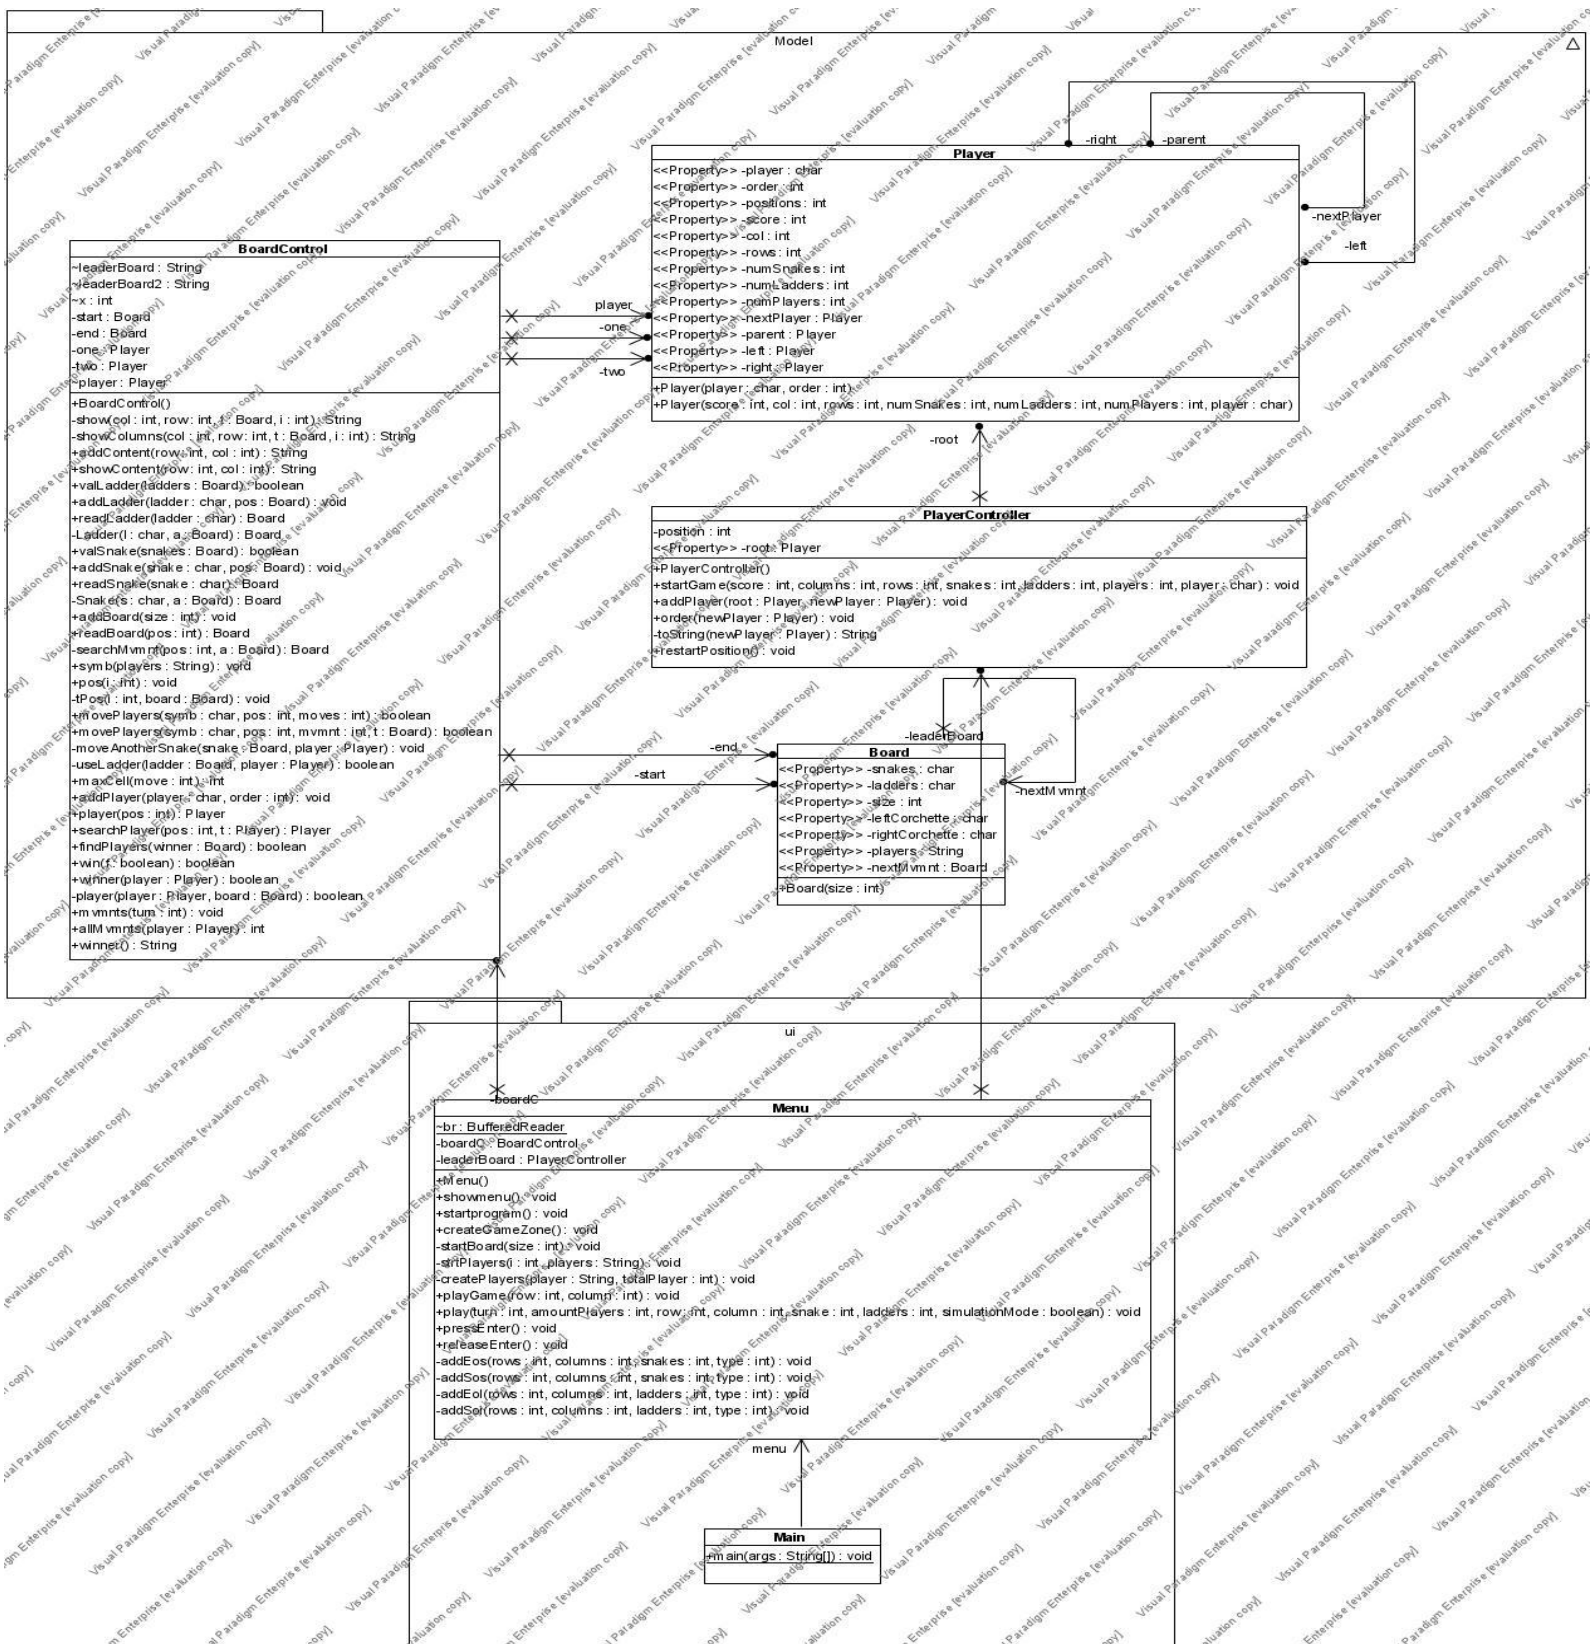 Model
Player
<<Property>> -player : char
<<Property>> -order : int
<<Property>> -positions : int
<<Property>> -score : int
<<Property>> -col : int
<<Property>> -rows : int
<<Property>> -numSnakes : int
<<Property>> -numLadders : int
<<Property>> -numPlayers : int
<<Property>> -nextPlayer : Player
<<Property>> -parent : Player
<<Property>> -left : Player
<<Property>> -right : Player
+Player(player : char, order : int)
+Player(score : int, col : int, rows : int, numSnakes : int, numLadders : int, numPlayers : int, player : char)
-right
-parent
-nextPlayer
-left
BoardControl
~leaderBoard : String
~leaderBoard2 : String
~x : int
-start : Board
-end : Board
-one : Player
-two : Player
~player : Player
+BoardControl()
-show(col : int, row : int, t : Board, i : int) : String
-showColumns(col : int, row : int, t : Board, i : int) : String
+addContent(row : int, col : int) : String
+showContent(row : int, col : int) : String
+valLadder(ladders : Board) : boolean
+addLadder(ladder : char, pos : Board) : void
+readLadder(ladder : char) : Board
-Ladder(l : char, a : Board) : Board
+valSnake(snakes : Board) : boolean
+addSnake(snake : char, pos : Board) : void
+readSnake(snake : char) : Board
-Snake(s : char, a : Board) : Board
+addBoard(size : int) : void
+readBoard(pos : int) : Board
-searchMvmnt(pos : int, a : Board) : Board
+symb(players : String) : void
+pos(i : int) : void
-tPos(i : int, board : Board) : void
+movePlayers(symb : char, pos : int, moves : int) : boolean
+movePlayers(symb : char, pos : int, mvmnt : int, t : Board) : boolean
-moveAnotherSnake(snake : Board, player : Player) : void
-useLadder(ladder : Board, player : Player) : boolean
+maxCell(move : int) : int
+addPlayer(player : char, order : int) : void
+player(pos : int) : Player
+searchPlayer(pos : int, t : Player) : Player
+findPlayers(winner : Board) : boolean
+win(f : boolean) : boolean
+winner(player : Player) : boolean
-player(player : Player, board : Board) : boolean
+mvmnts(turn : int) : void
+allMvmnts(player : Player) : int
+winner() : String
player
-one
-two
-root
PlayerController
-position : int
<<Property>> -root : Player
+PlayerController()
+startGame(score : int, columns : int, rows : int, snakes : int, ladders : int, players : int, player : char) : void
+addPlayer(root : Player, newPlayer : Player) : void
+order(newPlayer : Player) : void
-toString(newPlayer : Player) : String
+restartPosition() : void
-leaderBoard
-end
-start
Board
<<Property>> -snakes : char
<<Property>> -ladders : char
<<Property>> -size : int
<<Property>> -leftCorchette : char
<<Property>> -rightCorchette : char
<<Property>> -players : String
<<Property>> -nextMvmnt : Board
+Board(size : int)
-nextMvmnt
ui
-boardC
Menu
~br : BufferedReader
-boardC : BoardControl
-leaderBoard : PlayerController
+Menu()
+showmenu() : void
+startprogram() : void
+createGameZone() : void
-startBoard(size : int) : void
-strtPlayers(i : int, players : String) : void
-createPlayers(player : String, totalPlayer : int) : void
+playGame(row : int, column : int) : void
+play(turn : int, amountPlayers : int, row : int, column : int, snake : int, ladders : int, simulationMode : boolean) : void
+pressEnter() : void
+releaseEnter() : void
-addEos(rows : int, columns : int, snakes : int, type : int) : void
-addSos(rows : int, columns : int, snakes : int, type : int) : void
-addEol(rows : int, columns : int, ladders : int, type : int) : void
-addSol(rows : int, columns : int, ladders : int, type : int) : void
menu
Main
+main(args : String[]) : void
Visual Paradigm Enterprise [evaluation copy]